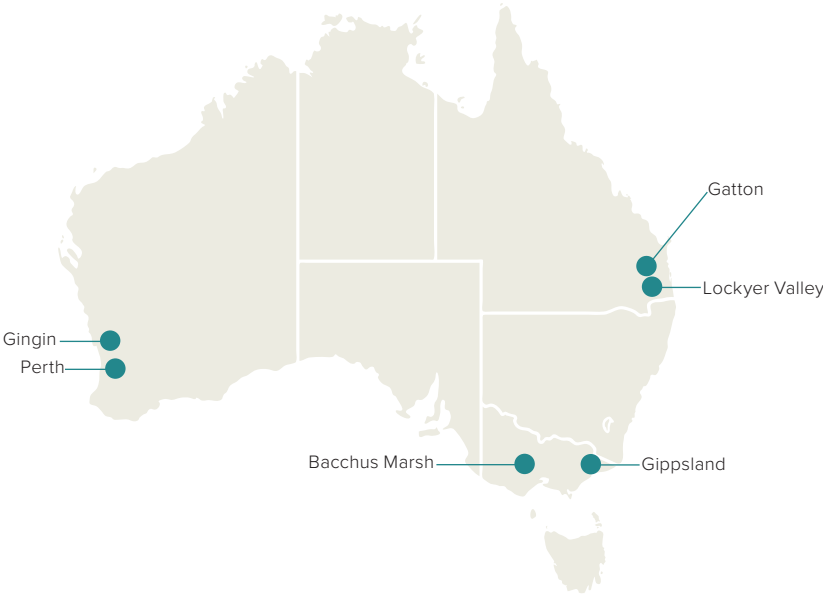 Gatton
Lockyer Valley
Gingin
Perth
Bacchus Marsh
Gippsland